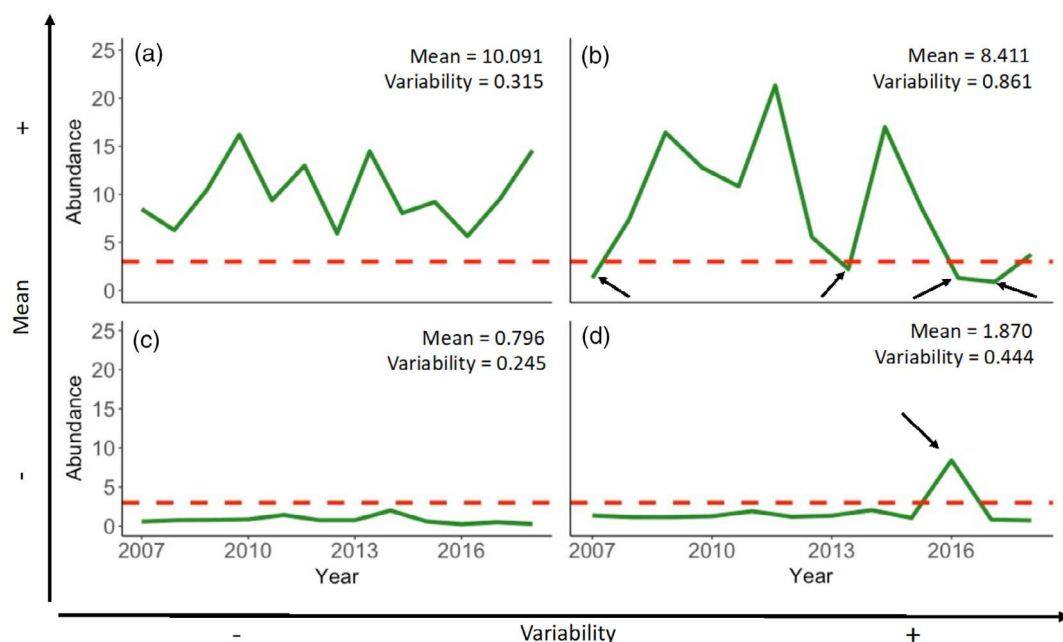 +
Mean
-
(a)
Mean = 10.091
Variability = 0.315
Abundance
25
20
15
10
5
0
(b)
Mean = 8.411
Variability = 0.861
(c)
Mean = 0.796
Variability = 0.245
Abundance
25
20
15
10
5
0
2007 2010 2013 2016
Year
(d)
Mean = 1.870
Variability = 0.444
2007 2010 2013 2016
Year
- Variability +